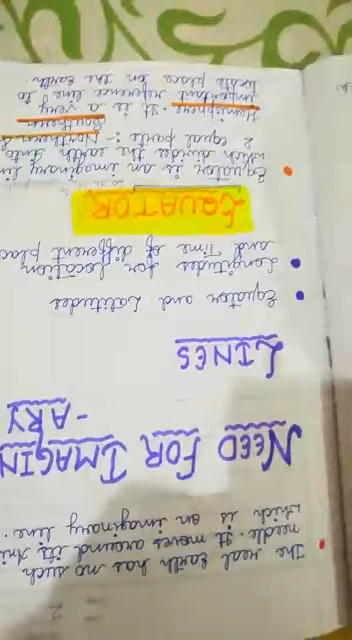 The real Earth has no such
needle. It moves around its
which is an imaginary line.
NEED FOR IMAGIN
-ARY
LINES
Equator and Latitudes
Longitudes for location
and Time of different plac
EQUATOR
Equator is an imaginary lin
which divides the earth into
2 equal parts :- Northern &
Southern
Hemisphere. It is a very
important reference line to
locate place on the Earth.